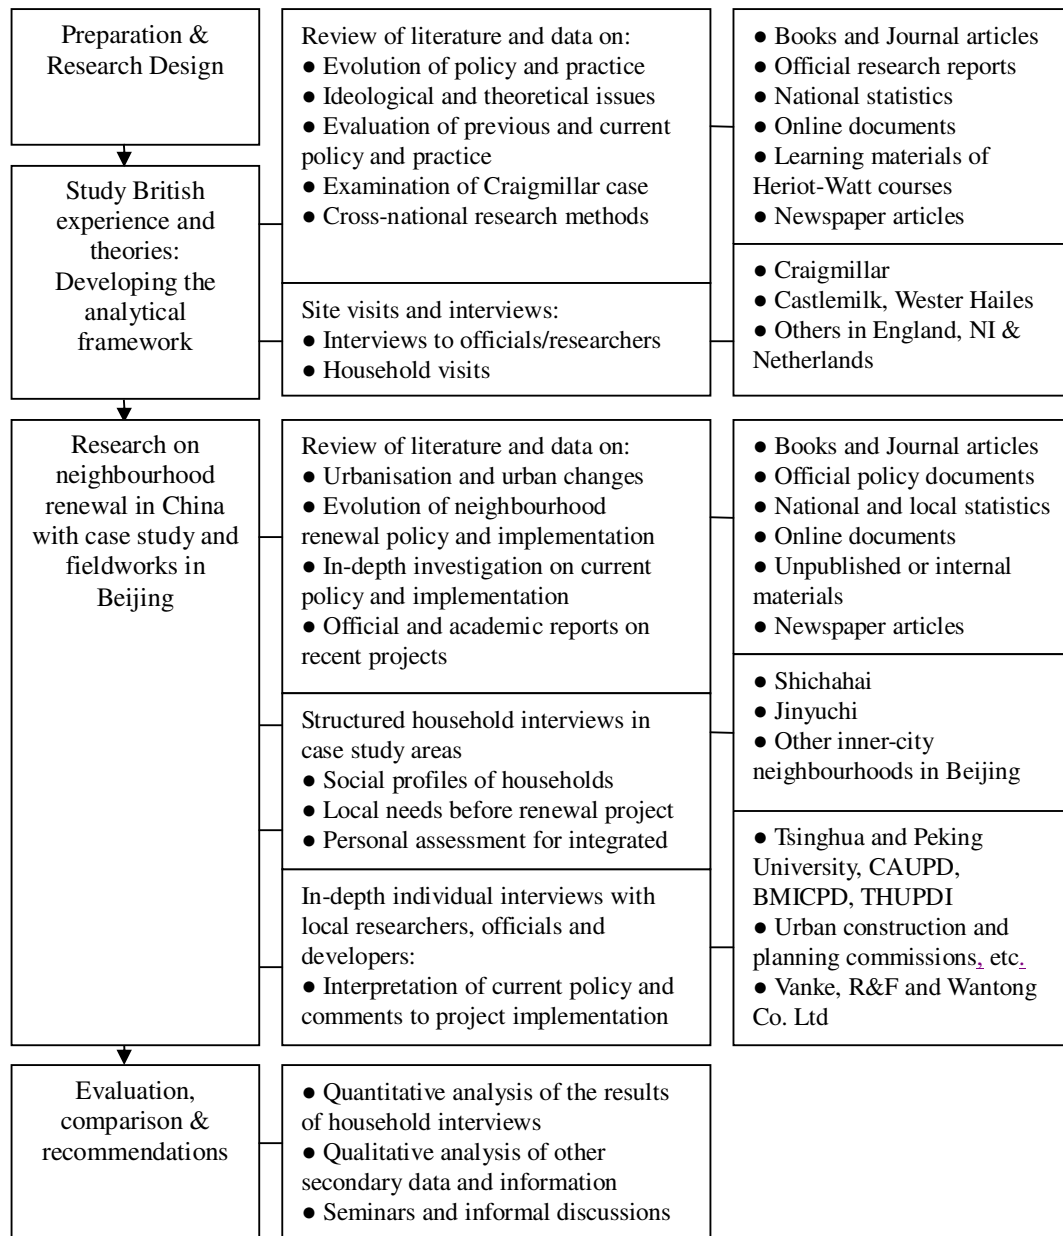 Preparation &
Research Design
Study British
experience and
theories:
Developing the
analytical
framework
Review of literature and data on:
● Evolution of policy and practice
● Ideological and theoretical issues
● Evaluation of previous and current
policy and practice
● Examination of Craigmillar case
● Cross-national research methods
Site visits and interviews:
● Interviews to officials/researchers
● Household visits
● Books and Journal articles
● Official research reports
● National statistics
● Online documents
● Learning materials of
Heriot-Watt courses
● Newspaper articles
● Craigmillar
● Castlemilk, Wester Hailes
● Others in England, NI &
Netherlands
Research on
neighbourhood
renewal in China
with case study and
fieldworks in
Beijing
Review of literature and data on:
● Urbanisation and urban changes
● Evolution of neighbourhood
renewal policy and implementation
● In-depth investigation on current
policy and implementation
● Official and academic reports on
recent projects
Structured household interviews in
case study areas
● Social profiles of households
● Local needs before renewal project
● Personal assessment for integrated
In-depth individual interviews with
local researchers, officials and
developers:
● Interpretation of current policy and
comments to project implementation
● Books and Journal articles
● Official policy documents
● National and local statistics
● Online documents
● Unpublished or internal
materials
● Newspaper articles
● Shichahai
● Jinyuchi
● Other inner-city
neighbourhoods in Beijing
● Tsinghua and Peking
University, CAUPD,
BMICPD, THUPDI
● Urban construction and
planning commissions, etc.
● Vanke, R&F and Wantong
Co. Ltd
Evaluation,
comparison &
recommendations
● Quantitative analysis of the results
of household interviews
● Qualitative analysis of other
secondary data and information
● Seminars and informal discussions